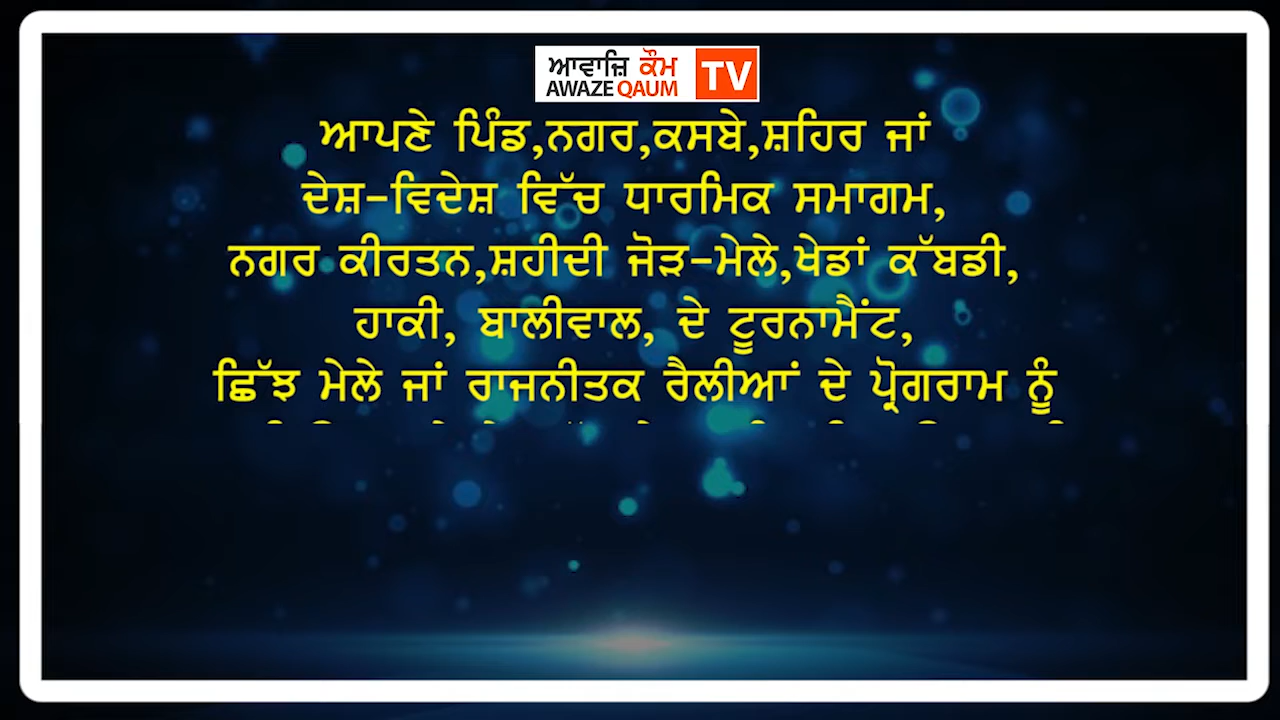 ਆਵਾਜ਼ਿ ਕੌਮ TV
AWAZE QAUM
ਆਪਣੇ ਪਿੰਡ,ਨਗਰ,ਕਸਬੇ,ਸ਼ਹਿਰ ਜਾਂ
ਦੇਸ਼-ਵਿਦੇਸ਼ ਵਿੱਚ ਧਾਰਮਿਕ ਸਮਾਗਮ,
ਨਗਰ ਕੀਰਤਨ,ਸ਼ਹੀਦੀ ਜੋੜ-ਮੇਲੇ,ਖੇਡਾਂ ਕੱਬਡੀ,
ਹਾਕੀ, ਬਾਲੀਵਾਲ, ਦੇ ਟੂਰਨਾਮੈਂਟ,
ਛਿੱਝ ਮੇਲੇ ਜਾਂ ਰਾਜਨੀਤਕ ਰੈਲੀਆਂ ਦੇ ਪ੍ਰੋਗਰਾਮ ਨੂੰ